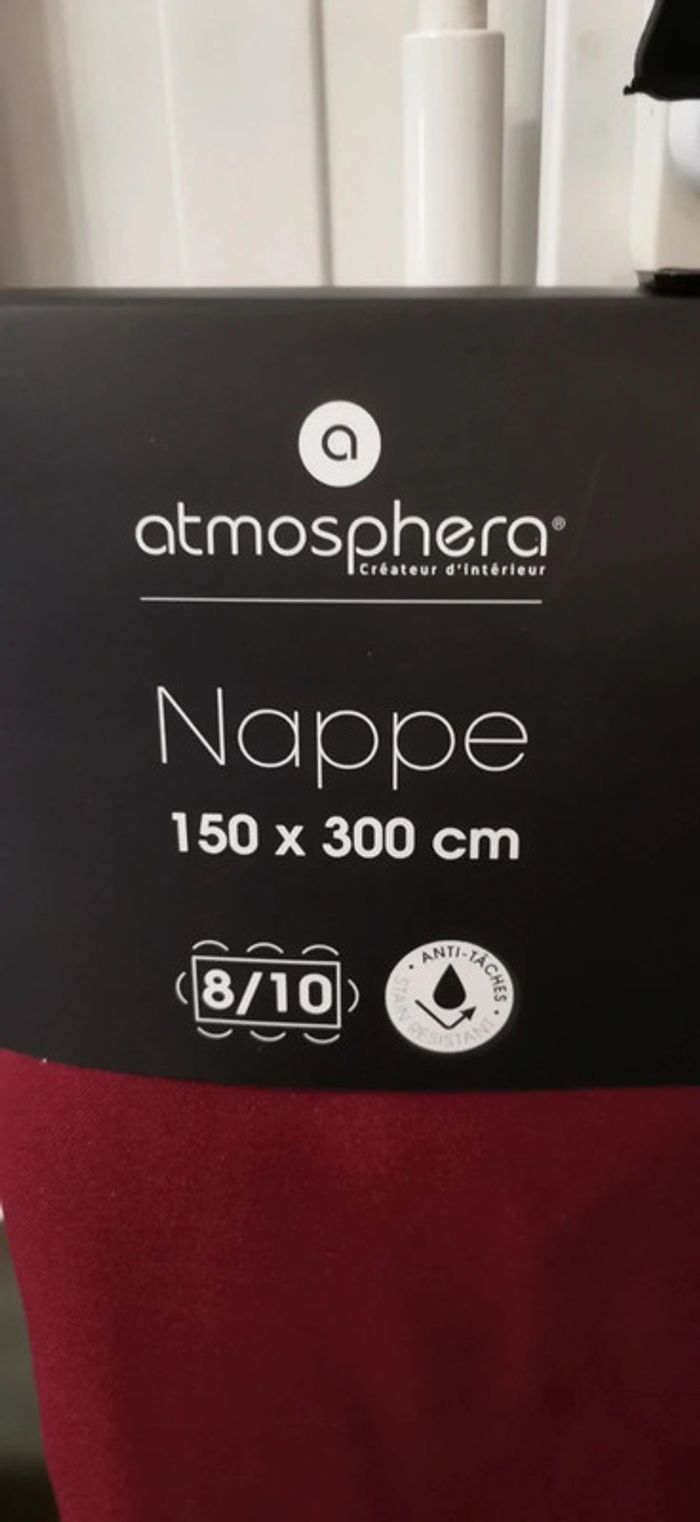 a
atmosphera®
Créateur d'intérieur
Nappe
150 x 300 cm
8/10
• ANTI-TÂCHES •
STAIN RESISTANT